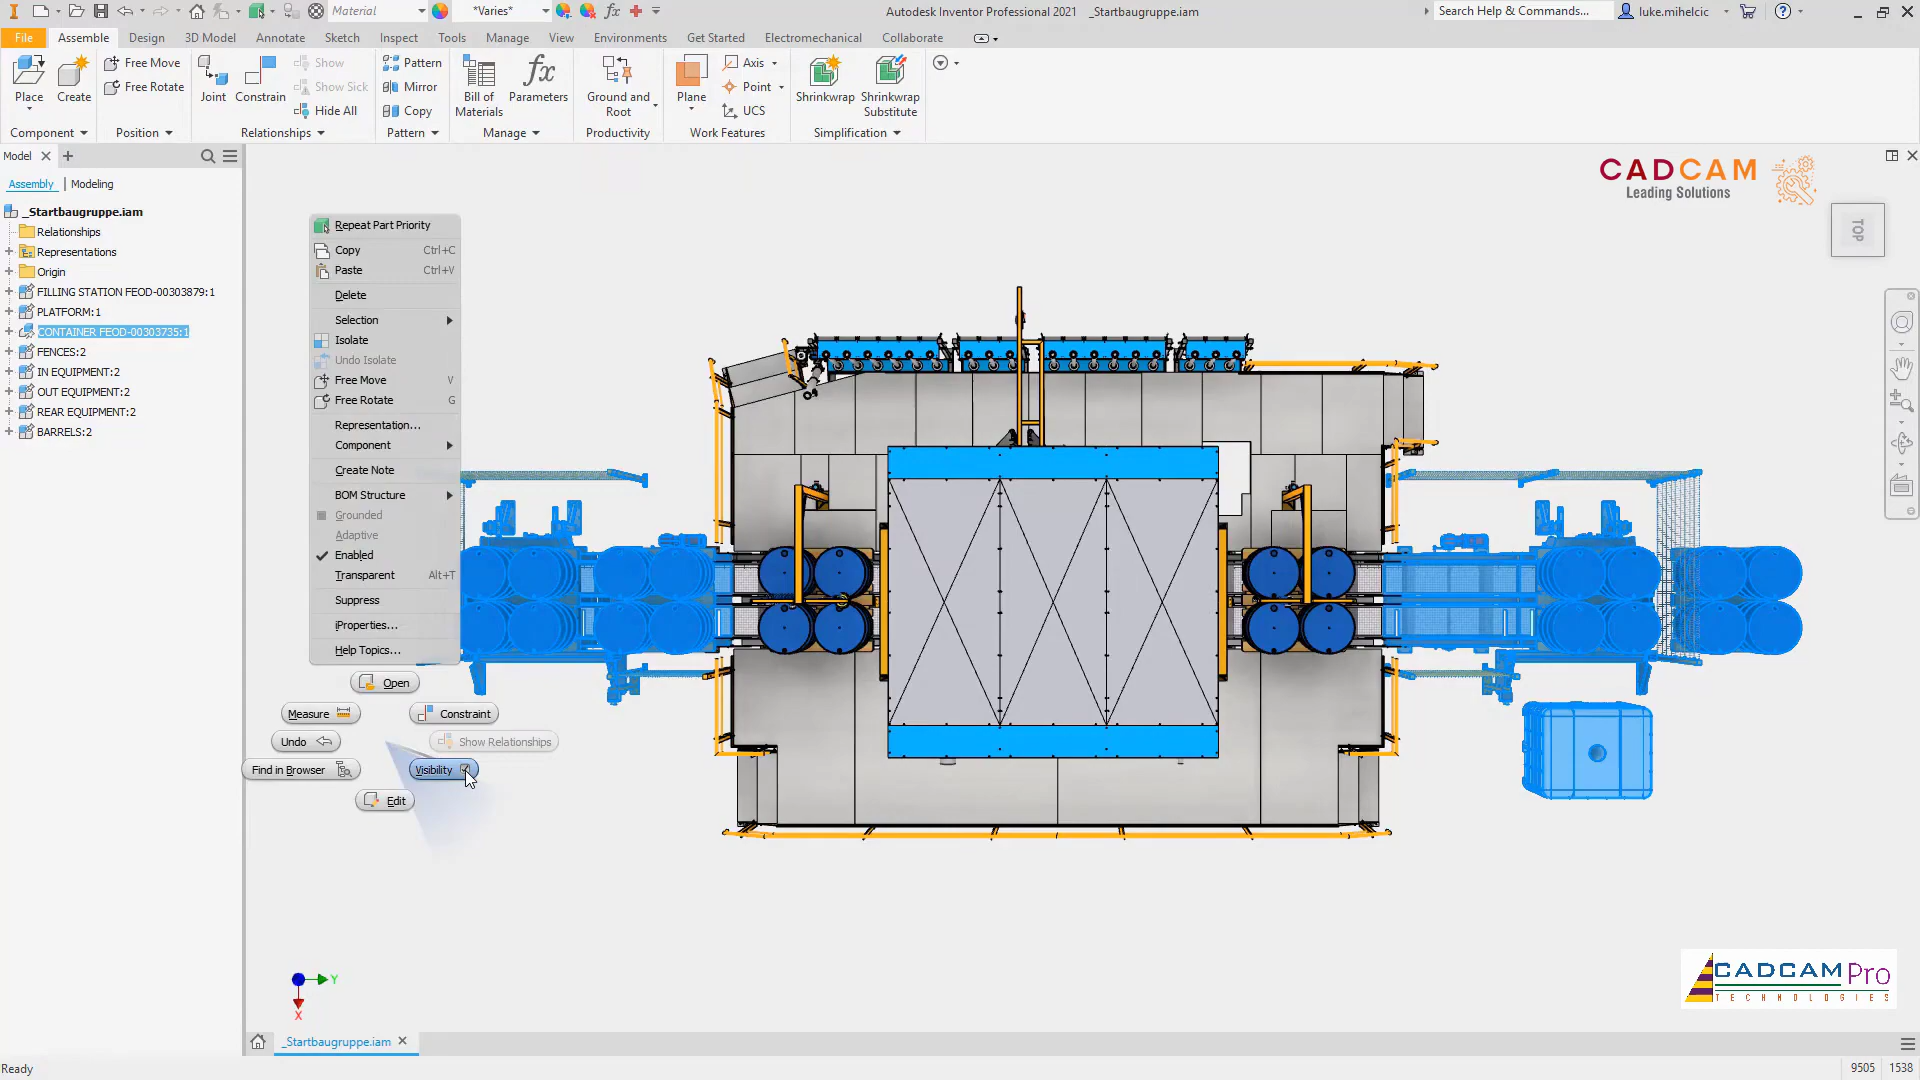 Material
*Varies*
Autodesk Inventor Professional 2021 _Startbaugruppe.iam
Search Help & Commands...
luke.mihelcic
File
Assemble
Design
3D Model
Annotate
Sketch
Inspect
Tools
Manage
View
Environments
Get Started
Electromechanical
Collaborate
Place
Create
Free Move
Free Rotate
Joint
Constrain
Show
Show Sick
Hide All
Pattern
Mirror
Copy
Bill of
Materials
Parameters
Ground and
Root
Plane
Axis
Point
UCS
Shrinkwrap
Shrinkwrap
Substitute
Component
Position
Relationships
Pattern
Manage
Productivity
Work Features
Simplification
Model
Assembly | Modeling
_Startbaugruppe.iam
Relationships
Representations
Origin
FILLING STATION FEOD-00303879:1
PLATFORM:1
CONTAINER FEOD-00303735:1
FENCES:2
IN EQUIPMENT:2
OUT EQUIPMENT:2
REAR EQUIPMENT:2
BARRELS:2
Repeat Part Priority
Copy Ctrl+C
Paste Ctrl+V
Delete
Selection
Isolate
Undo Isolate
Free Move V
Free Rotate G
Representation...
Component
Create Note
BOM Structure
Grounded
Adaptive
Enabled
Transparent Alt+T
Suppress
iProperties...
Help Topics...
Open
Measure
Constraint
Undo
Show Relationships
Find in Browser
Visibility
Edit
CADCAM
Leading Solutions
TOP
Y
X
CADCAM Pro
TECHNOLOGIES
_Startbaugruppe.iam
Ready
9505
1538